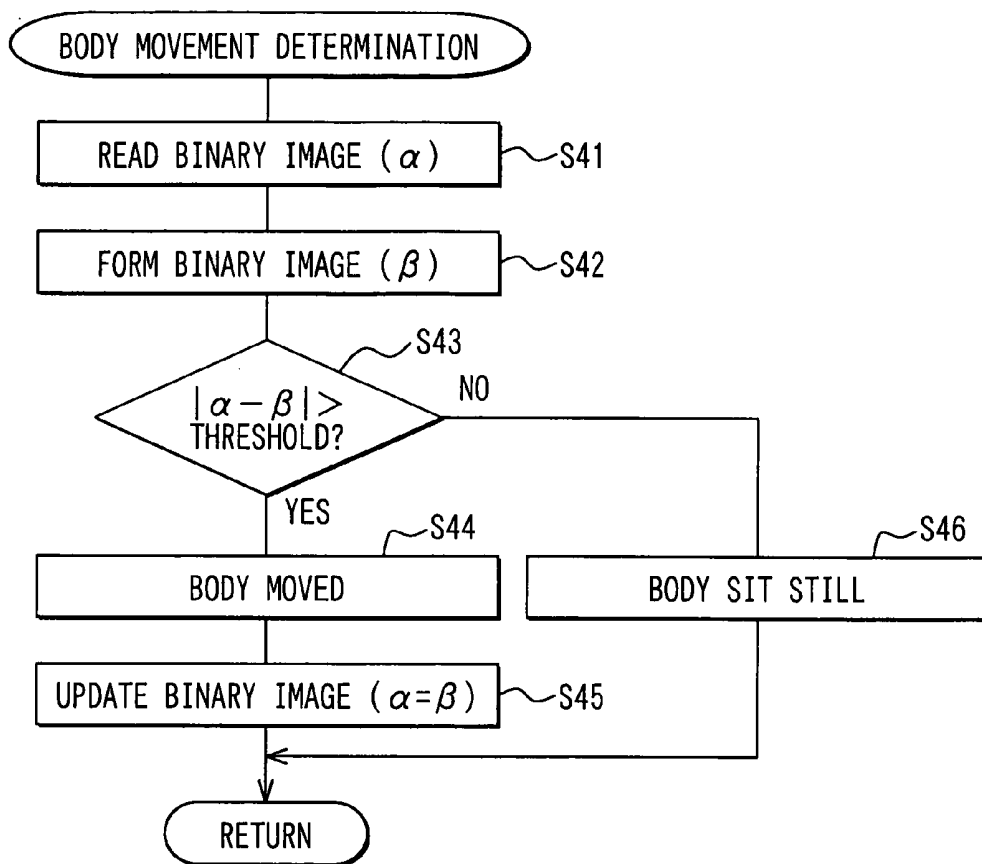 BODY MOVEMENT DETERMINATION
READ BINARY IMAGE (α)
S41
FORM BINARY IMAGE (β)
S42
S43
|α-β|>
THRESHOLD?
NO
YES
S44
BODY MOVED
S46
BODY SIT STILL
UPDATE BINARY IMAGE (α=β)
S45
RETURN